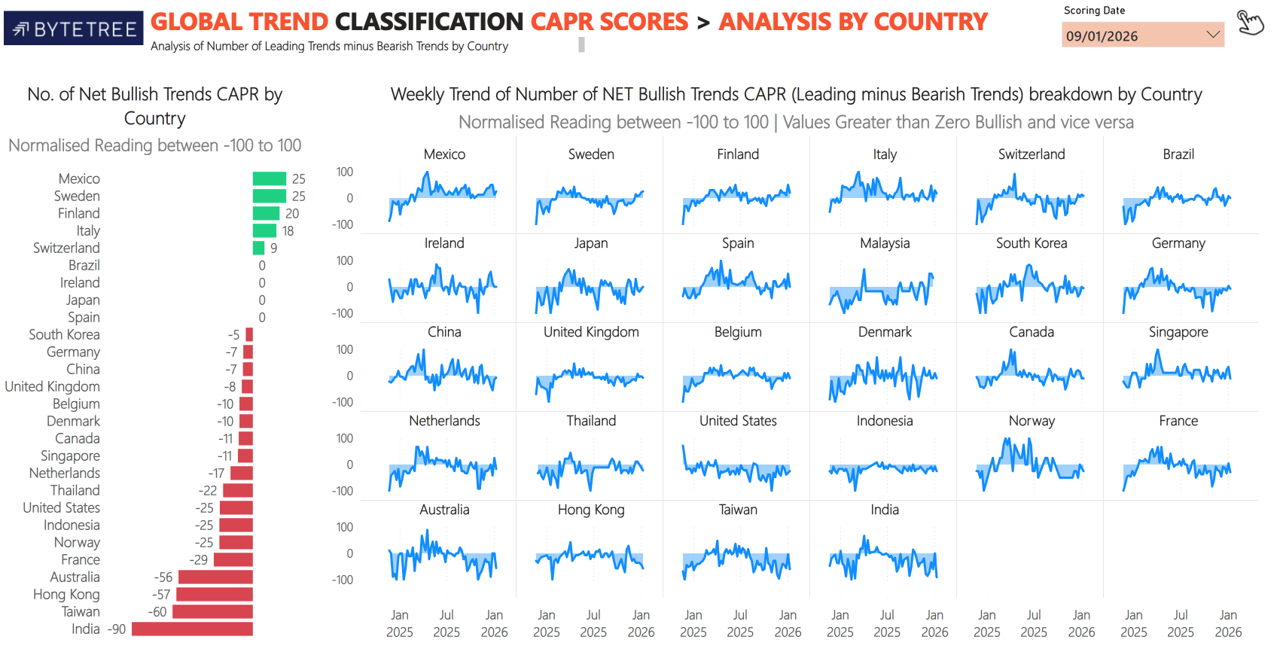 BYTETREE
GLOBAL TREND CLASSIFICATION CAPR SCORES > ANALYSIS BY COUNTRY
Analysis of Number of Leading Trends minus Bearish Trends by Country
Scoring Date
09/01/2026
No. of Net Bullish Trends CAPR by
Country
Normalised Reading between -100 to 100
Mexico 25
Sweden 25
Finland 20
Italy 18
Switzerland 9
Brazil 0
Ireland 0
Japan 0
Spain 0
South Korea -5
Germany -7
China -7
United Kingdom -8
Belgium -10
Denmark -10
Canada -11
Singapore -11
Netherlands -17
Thailand -22
United States -25
Indonesia -25
Norway -25
France -29
Australia -56
Hong Kong -57
Taiwan -60
India -90
Weekly Trend of Number of NET Bullish Trends CAPR (Leading minus Bearish Trends) breakdown by Country
Normalised Reading between -100 to 100 | Values Greater than Zero Bullish and vice versa
Mexico Sweden Finland Italy Switzerland Brazil
100
0
-100
Ireland Japan Spain Malaysia South Korea Germany
100
0
-100
China United Kingdom Belgium Denmark Canada Singapore
100
0
-100
Netherlands Thailand United States Indonesia Norway France
100
0
-100
Australia Hong Kong Taiwan India
100
0
-100
Jan Jul Jan Jan Jul Jan Jan Jul Jan Jan Jul Jan Jan Jul Jan Jan Jul Jan
2025 2025 2026 2025 2025 2026 2025 2025 2026 2025 2025 2026 2025 2025 2026 2025 2025 2026